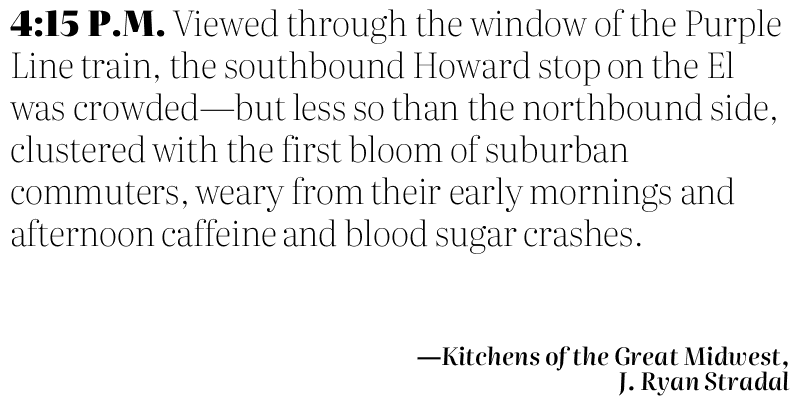 4:15 P.M. Viewed through the window of the Purple
Line train, the southbound Howard stop on the El
was crowded—but less so than the northbound side,
clustered with the first bloom of suburban
commuters, weary from their early mornings and
afternoon caffeine and blood sugar crashes.
—Kitchens of the Great Midwest,
J. Ryan Stradal